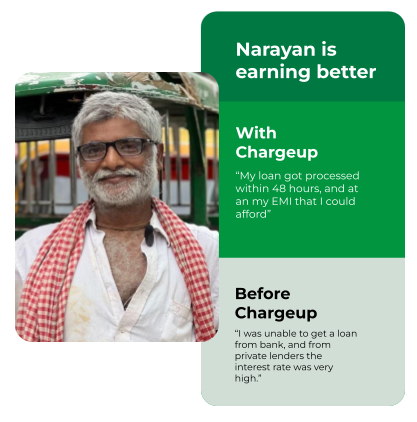 Narayan is
earning better
With
Chargeup
“My loan got processed
within 48 hours, and at
an my EMI that I could
afford”
Before
Chargeup
“I was unable to get a loan
from bank, and from
private lenders the
interest rate was very
high.”